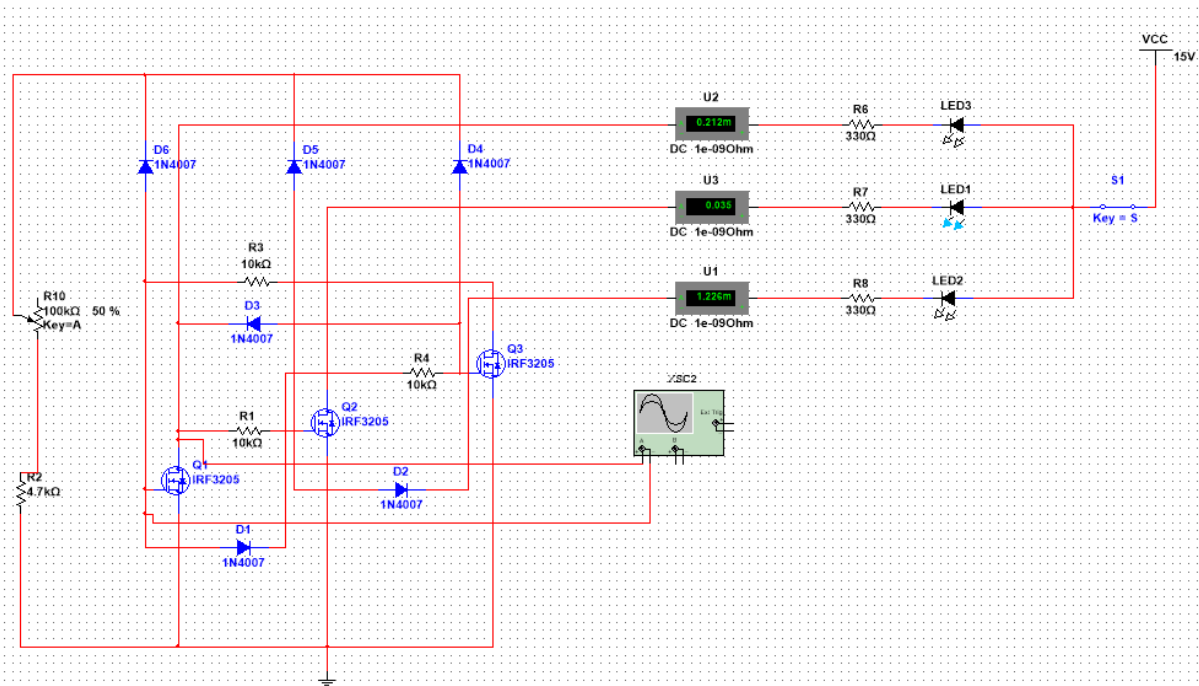 VCC
15V
U2
0.212m
DC 1e-09Ohm
R6
330Ω
LED3
D6
1N4007
D5
1N4007
D4
1N4007
U3
0.035
DC 1e-09Ohm
R7
330Ω
LED1
S1
Key = S
R3
10kΩ
U1
1.226m
DC 1e-09Ohm
R8
330Ω
LED2
R10
100kΩ 50 %
Key=A
D3
1N4007
R4
10kΩ
Q3
IRF3205
XSC2
Ext Trig
A
B
R1
10kΩ
Q2
IRF3205
Q1
IRF3205
R2
4.7kΩ
D2
1N4007
D1
1N4007